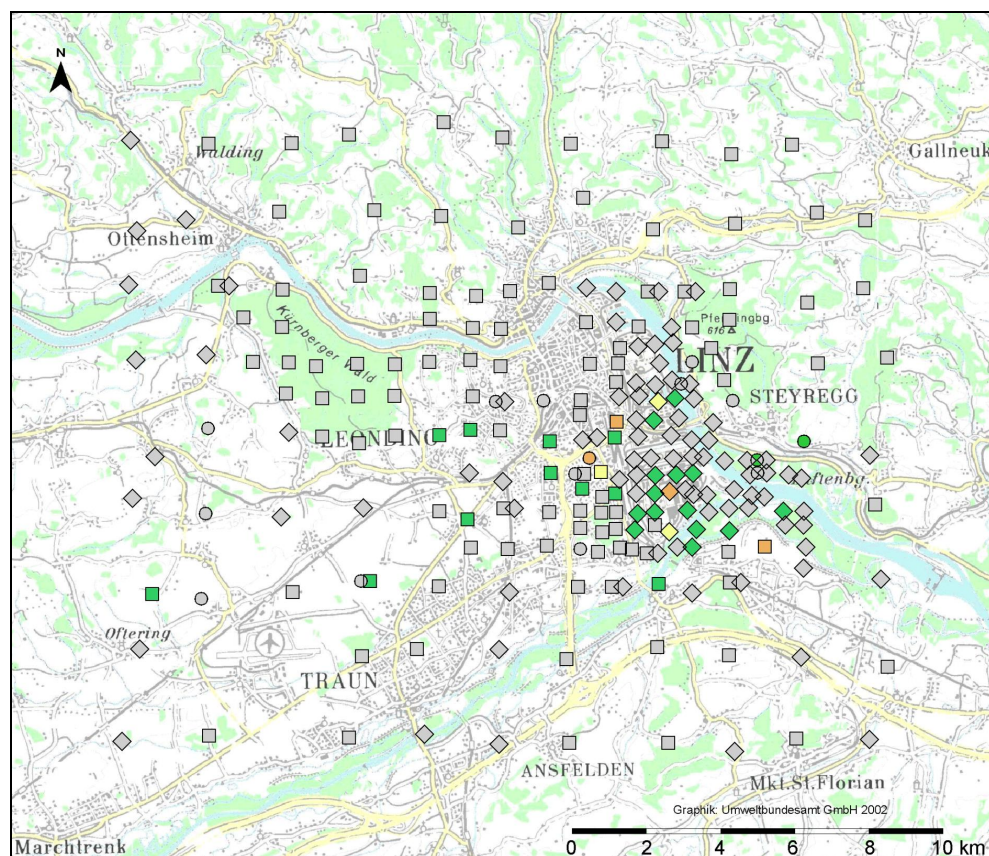 N
Walding
Gallneuk
Ottensheim
Pfenningbg.
616
Kürnberger Wald
LINZ
STEYREGG
LEONDING
Luftenbg.
Oftering
TRAUN
ANSFELDEN
Mkt.St.Florian
Graphik: Umweltbundesamt GmbH 2002
Marchtrenk
0 2 4 6 8 10 km